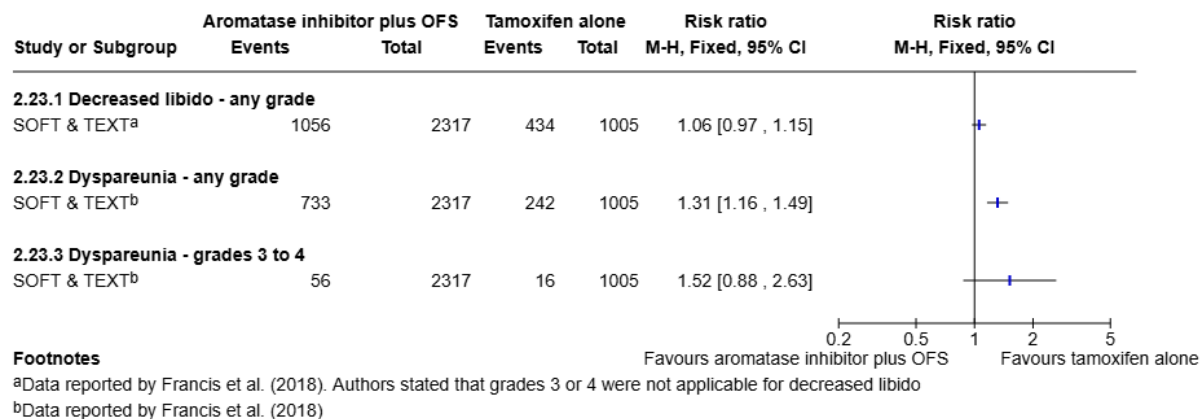 Aromatase inhibitor plus OFS Tamoxifen alone Risk ratio Risk ratio
Study or Subgroup Events Total Events Total M-H, Fixed, 95% CI M-H, Fixed, 95% CI
2.23.1 Decreased libido - any grade
SOFT & TEXTa 1056 2317 434 1005 1.06 [0.97 , 1.15]
2.23.2 Dyspareunia - any grade
SOFT & TEXTb 733 2317 242 1005 1.31 [1.16 , 1.49]
2.23.3 Dyspareunia - grades 3 to 4
SOFT & TEXTb 56 2317 16 1005 1.52 [0.88 , 2.63]
0.2 0.5 1 2 5
Footnotes Favours aromatase inhibitor plus OFS Favours tamoxifen alone
aData reported by Francis et al. (2018). Authors stated that grades 3 or 4 were not applicable for decreased libido
bData reported by Francis et al. (2018)